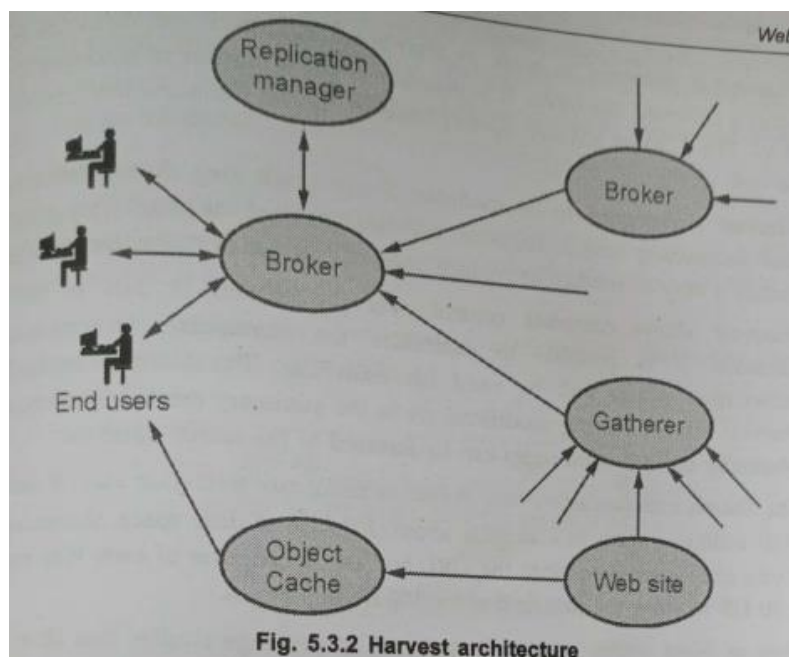 Web
Replication
manager
Broker
Broker
End users
Gatherer
Object
Cache
Web site
Fig. 5.3.2 Harvest architecture